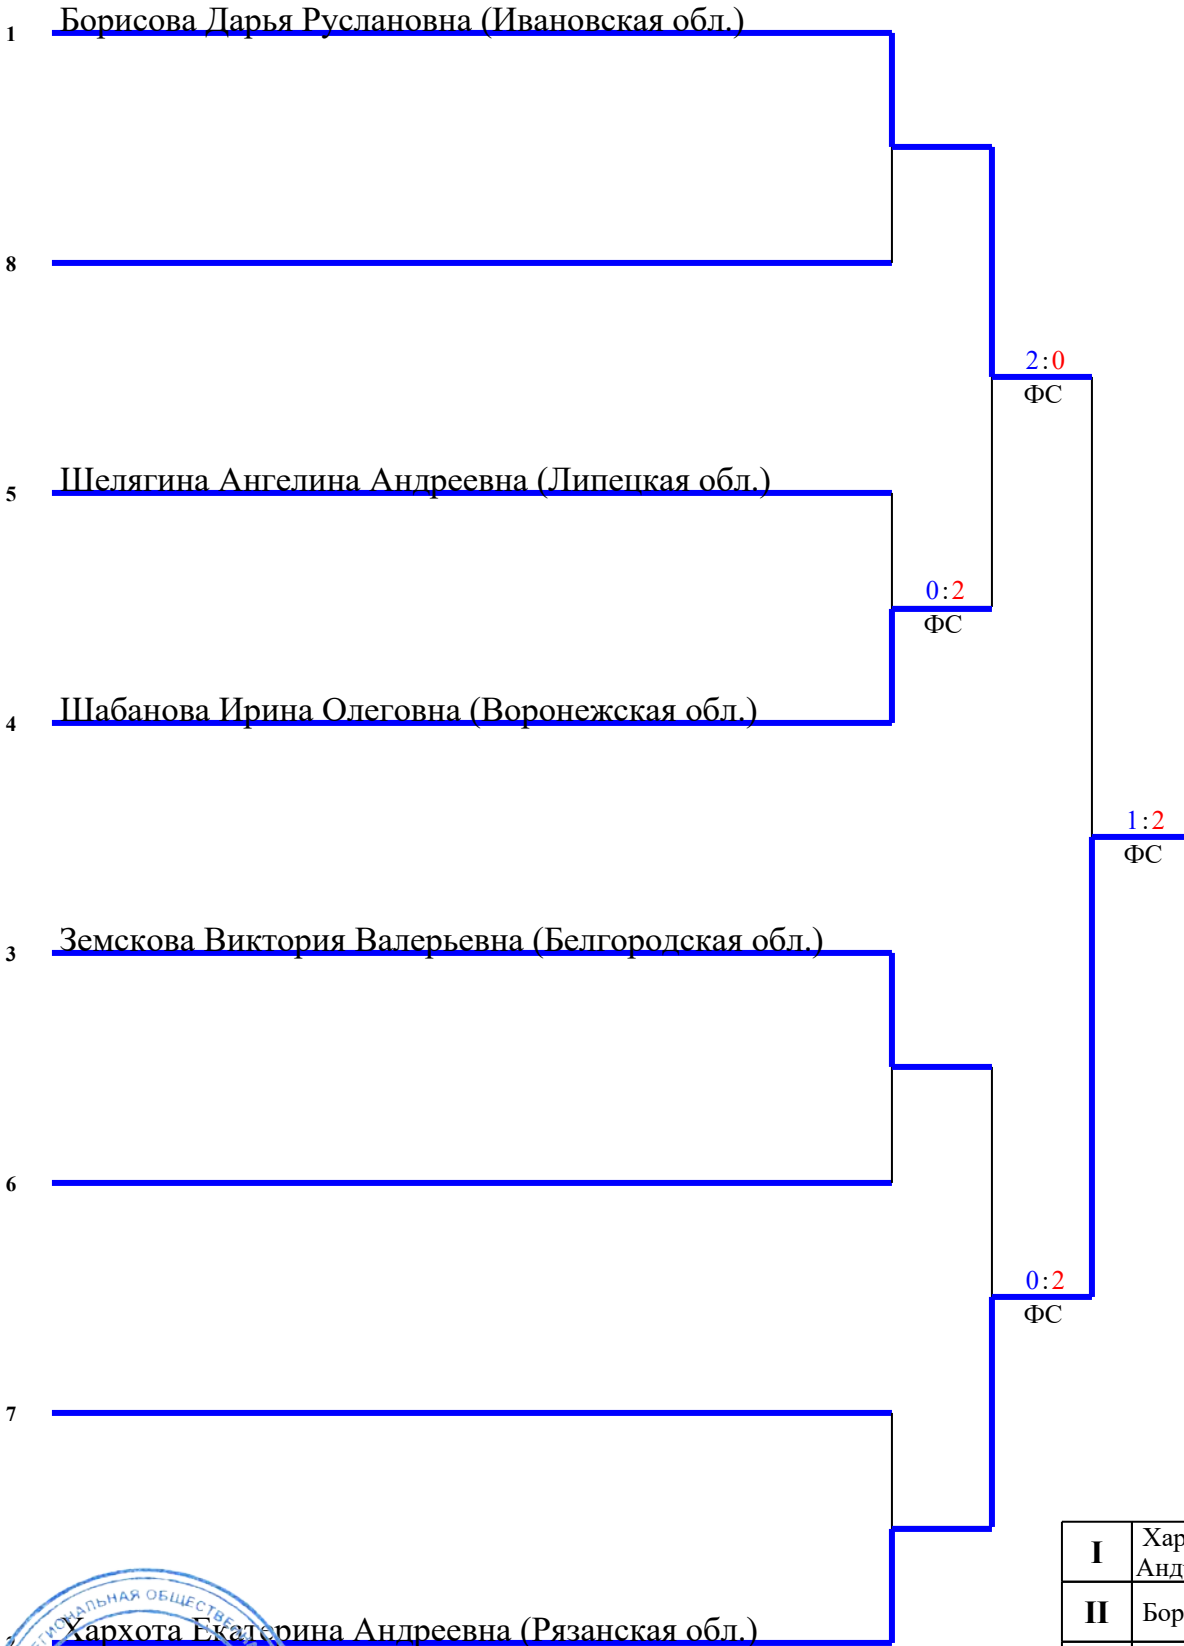 1 Борисова Дарья Руслановна (Ивановская обл.)
8
2:0
ФС
5 Шелягина Ангелина Андреевна (Липецкая обл.)
0:2
ФС
4 Шабанова Ирина Олеговна (Воронежская обл.)
1:2
ФС
3 Земскова Виктория Валерьевна (Белгородская обл.)
6
0:2
ФС
7
I Хар
Анд
II Бор
Хархота Екатерина Андреевна (Рязанская обл.)